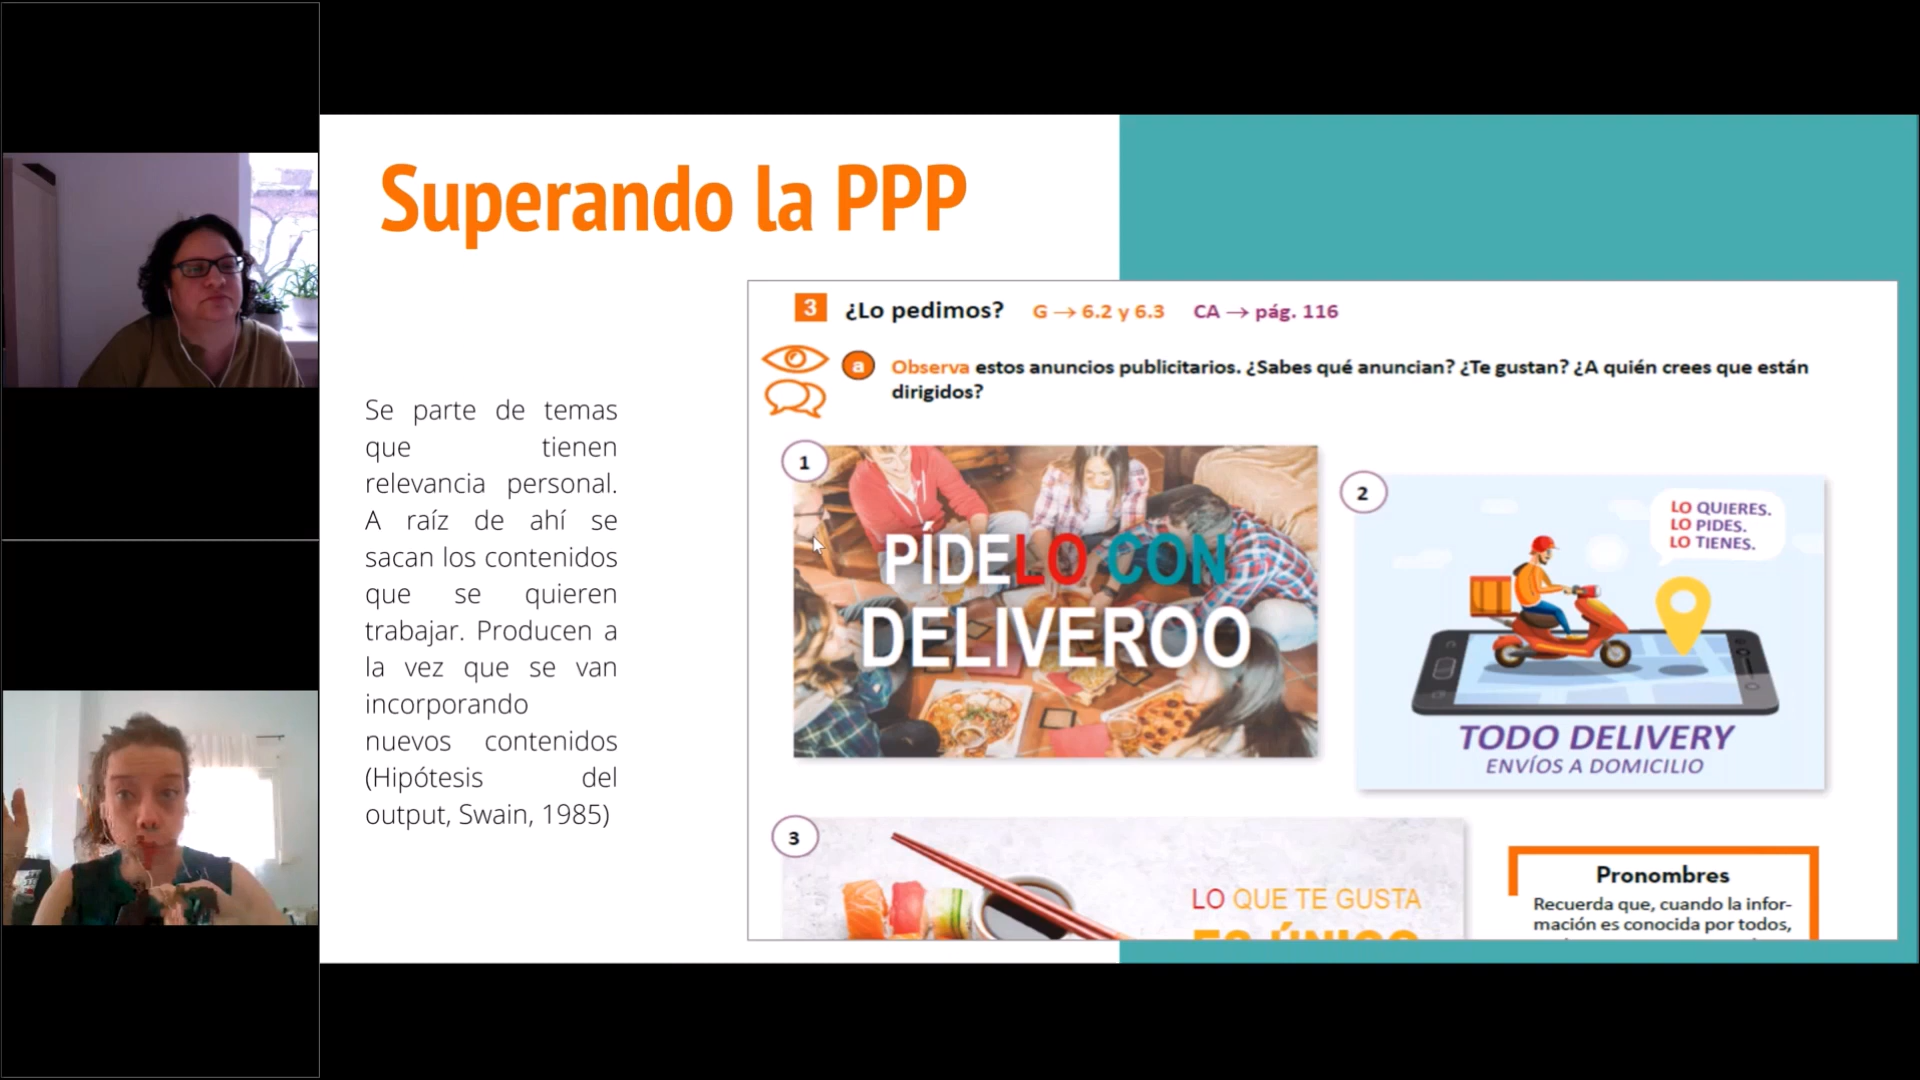 Superando la PPP
Se parte de temas
que tienen
relevancia personal.
A raíz de ahí se
sacan los contenidos
que se quieren
trabajar. Producen a
la vez que se van
incorporando
nuevos contenidos
(Hipótesis del
output, Swain, 1985)
3 ¿Lo pedimos? G → 6.2 y 6.3 CA → pág. 116
a Observa estos anuncios publicitarios. ¿Sabes qué anuncian? ¿Te gustan? ¿A quién crees que están
dirigidos?
1
PÍDELO CON
DELIVEROO
2
LO QUIERES.
LO PIDES.
LO TIENES.
TODO DELIVERY
ENVÍOS A DOMICILIO
3
LO QUE TE GUSTA
ES ÚNICO
Pronombres
Recuerda que, cuando la infor-
mación es conocida por todos,